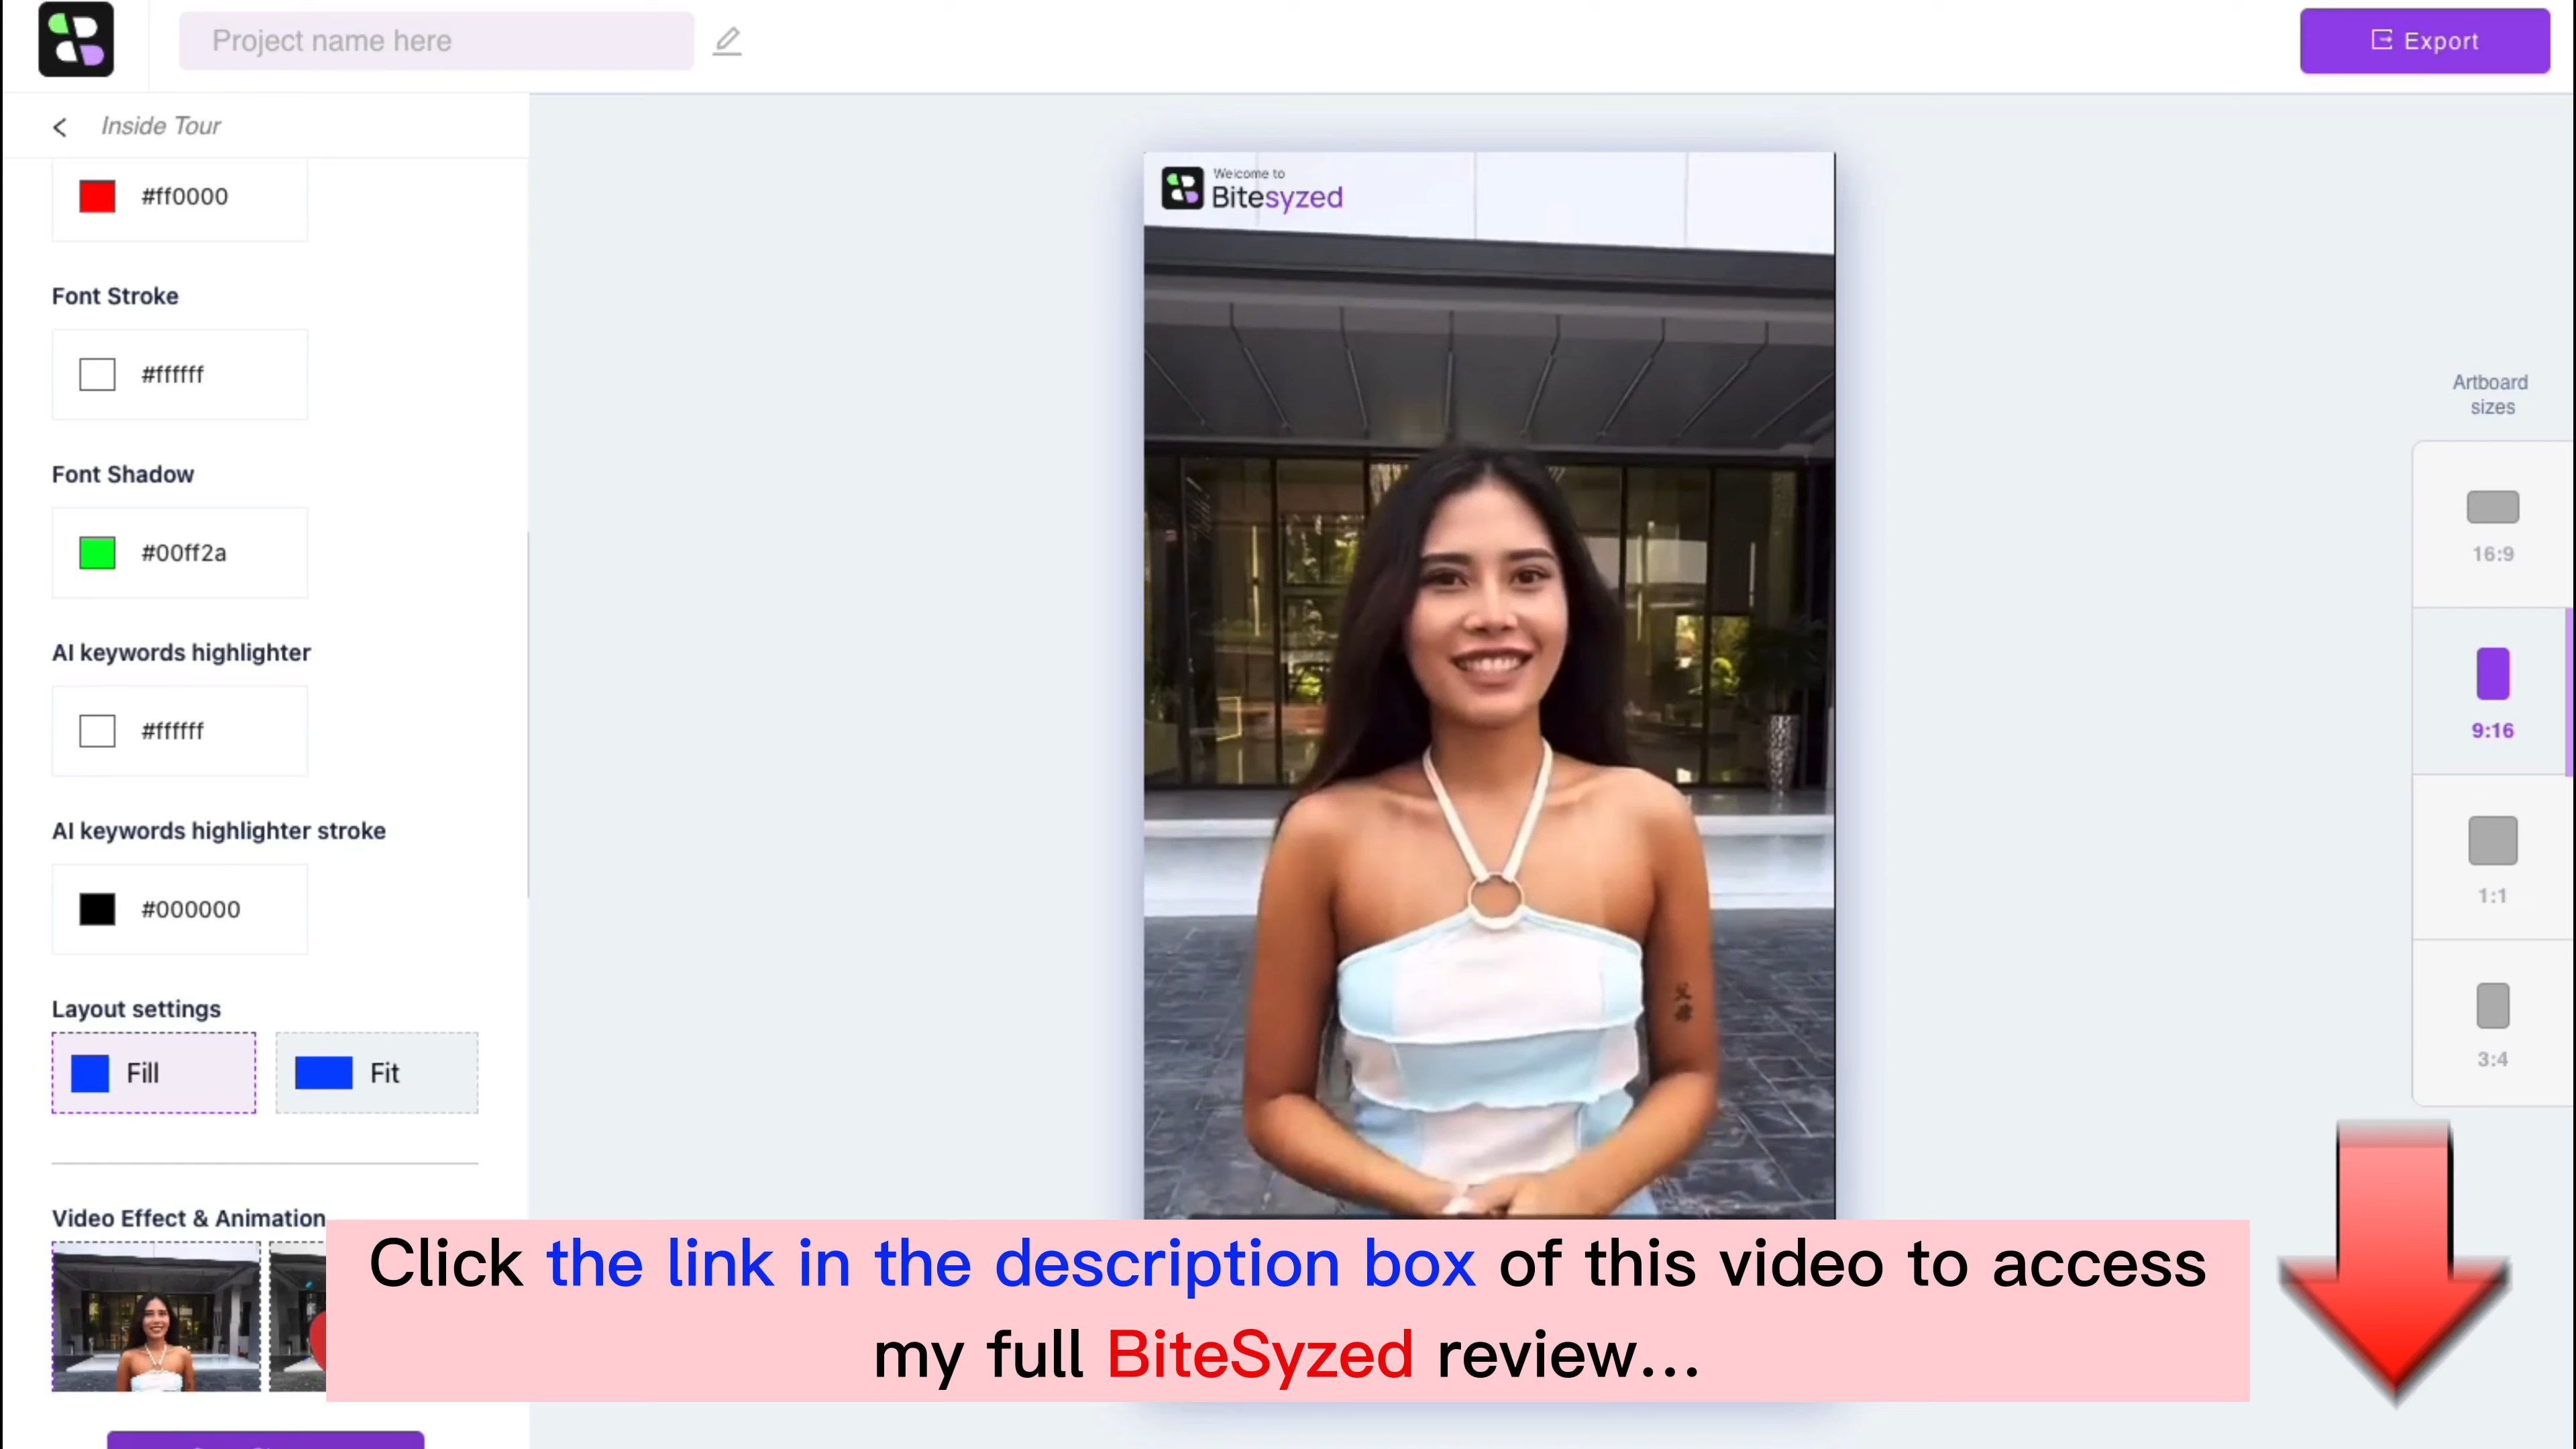 Project name here
Export
Inside Tour
#ff0000
Font Stroke
#ffffff
Font Shadow
#00ff2a
AI keywords highlighter
#ffffff
AI keywords highlighter stroke
#000000
Layout settings
Fill
Fit
Video Effect & Animation
Welcome to
Bitesyzed
Artboard
sizes
16:9
9:16
1:1
3:4
Click the link in the description box of this video to access
my full BiteSyzed review...